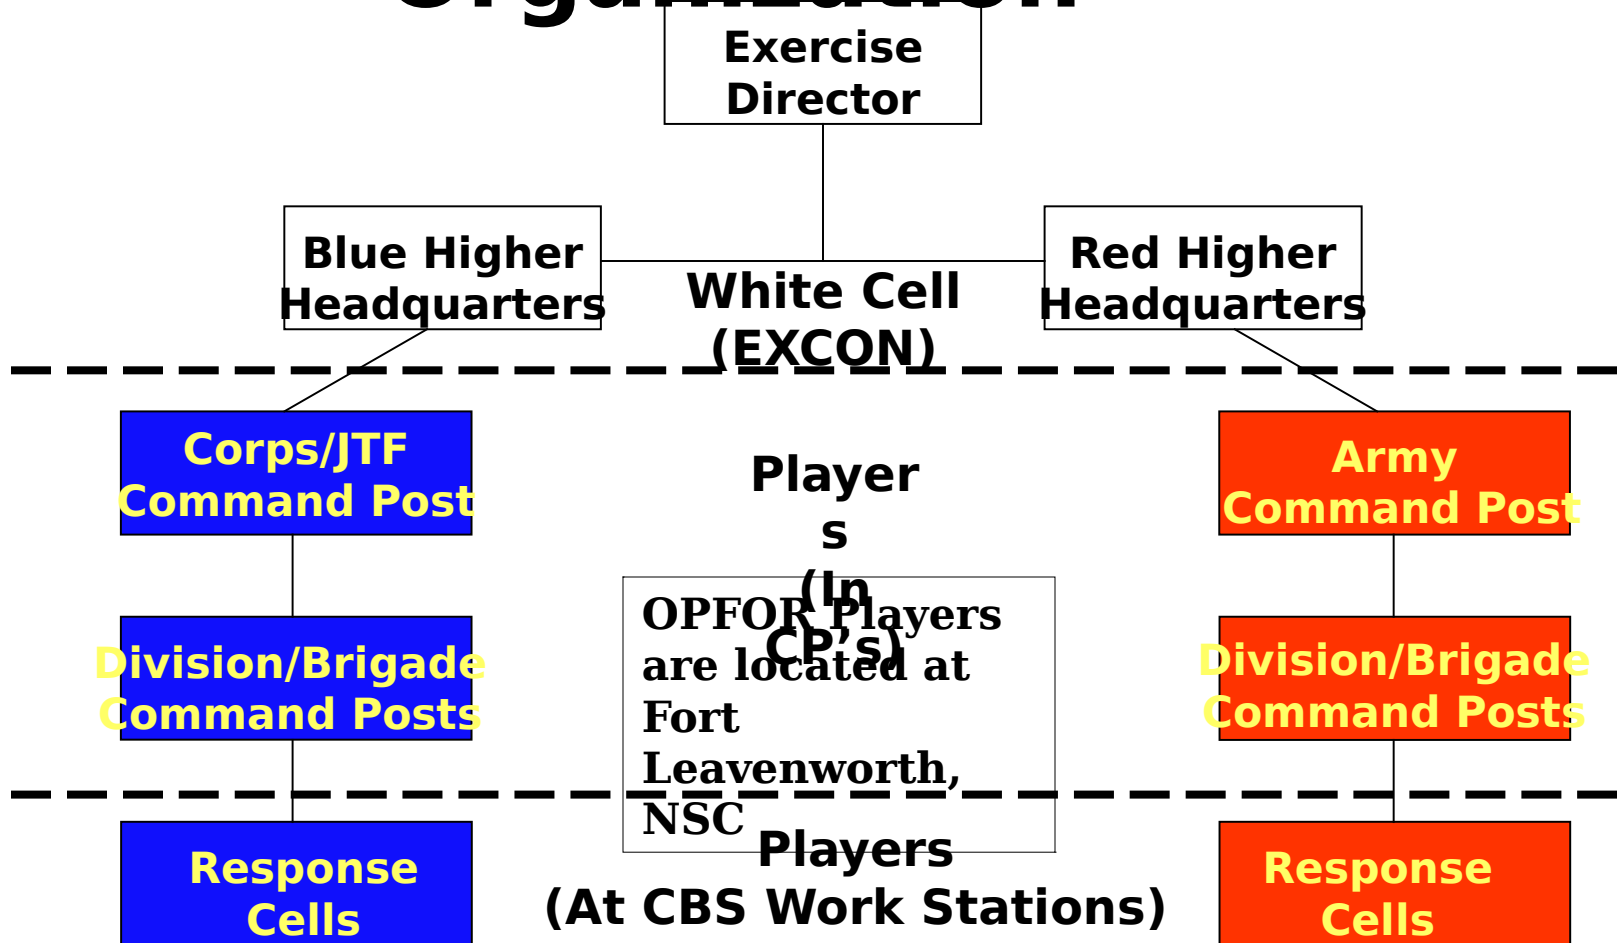 Organization
Exercise
Director
Blue Higher
Headquarters
Red Higher
Headquarters
White Cell
(EXCON)
Corps/JTF
Command Post
Army
Command Post
Player
s
(In
CP’s)
OPFOR Players
are located at
Fort
Leavenworth,
NSC
Division/Brigade
Command Posts
Division/Brigade
Command Posts
Players
(At CBS Work Stations)
Response
Cells
Response
Cells